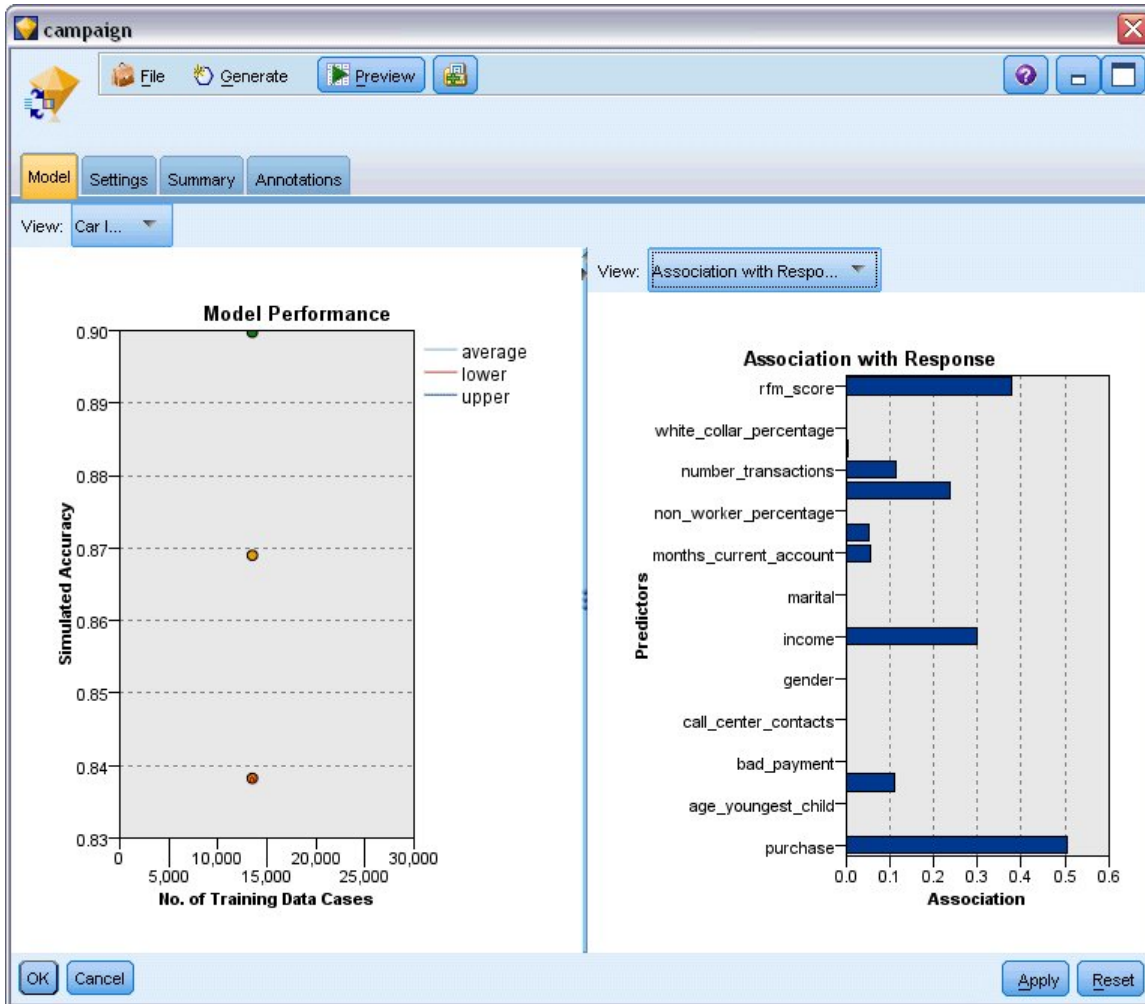 campaign
File Generate Preview
Model Settings Summary Annotations
View: Car I...
Model Performance
0.90
0.89
0.88
0.87
0.86
0.85
0.84
0.83
Simulated Accuracy
0 10,000 20,000 30,000
5,000 15,000 25,000
No. of Training Data Cases
average
lower
upper
View: Association with Respo...
Association with Response
rfm_score
white_collar_percentage
number_transactions
non_worker_percentage
months_current_account
marital
income
gender
call_center_contacts
bad_payment
age_youngest_child
purchase
Predictors
0.0 0.1 0.2 0.3 0.4 0.5 0.6
Association
OK Cancel Apply Reset